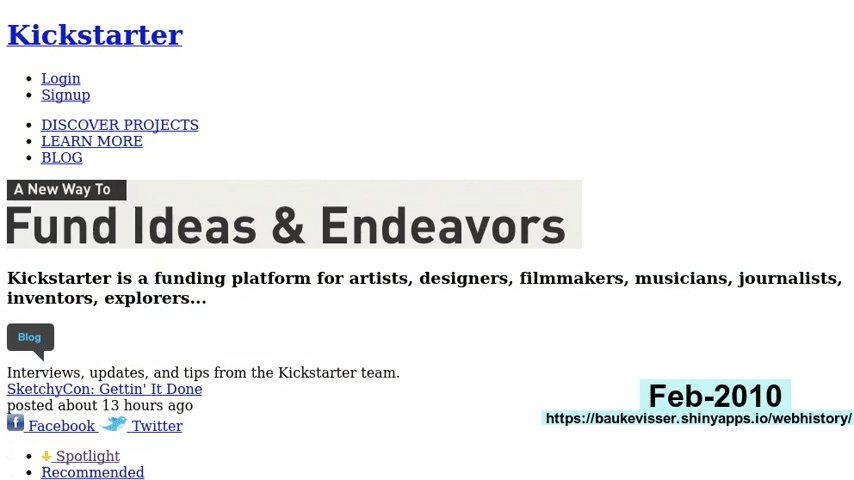 Kickstarter
Login
Signup
DISCOVER PROJECTS
LEARN MORE
BLOG
A New Way To
Fund Ideas & Endeavors
Kickstarter is a funding platform for artists, designers, filmmakers, musicians, journalists,
inventors, explorers...
Blog
Interviews, updates, and tips from the Kickstarter team.
SketchyCon: Gettin' It Done
posted about 13 hours ago
Facebook Twitter
Feb-2010
https://baukevisser.shinyapps.io/webhistory/
Spotlight
Recommended